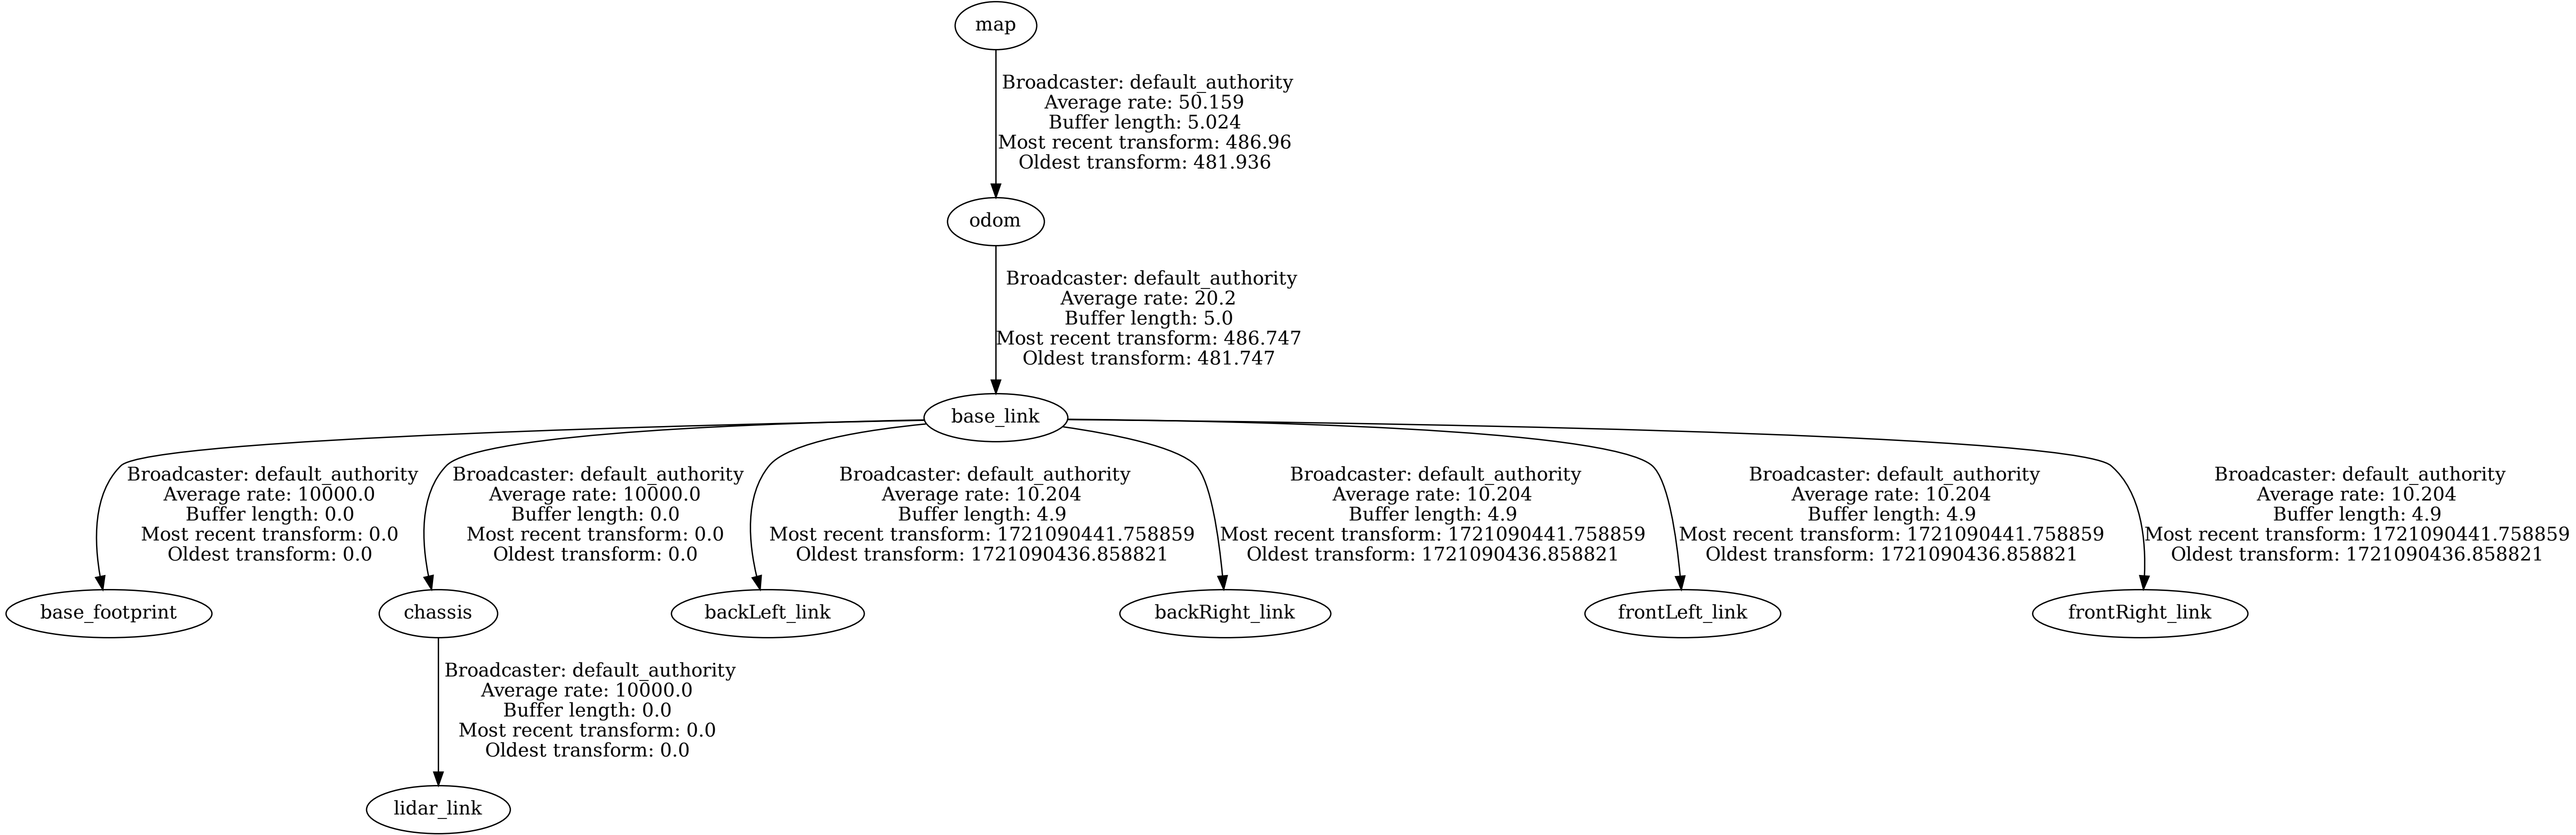 map
Broadcaster: default_authority
Average rate: 50.159
Buffer length: 5.024
Most recent transform: 486.96
Oldest transform: 481.936
odom
Broadcaster: default_authority
Average rate: 20.2
Buffer length: 5.0
Most recent transform: 486.747
Oldest transform: 481.747
base_link
Broadcaster: default_authority
Average rate: 10000.0
Buffer length: 0.0
Most recent transform: 0.0
Oldest transform: 0.0
Broadcaster: default_authority
Average rate: 10000.0
Buffer length: 0.0
Most recent transform: 0.0
Oldest transform: 0.0
Broadcaster: default_authority
Average rate: 10.204
Buffer length: 4.9
Most recent transform: 1721090441.758859
Oldest transform: 1721090436.858821
Broadcaster: default_authority
Average rate: 10.204
Buffer length: 4.9
Most recent transform: 1721090441.758859
Oldest transform: 1721090436.858821
Broadcaster: default_authority
Average rate: 10.204
Buffer length: 4.9
Most recent transform: 1721090441.758859
Oldest transform: 1721090436.858821
Broadcaster: default_authority
Average rate: 10.204
Buffer length: 4.9
Most recent transform: 1721090441.758859
Oldest transform: 1721090436.858821
base_footprint
chassis
backLeft_link
backRight_link
frontLeft_link
frontRight_link
Broadcaster: default_authority
Average rate: 10000.0
Buffer length: 0.0
Most recent transform: 0.0
Oldest transform: 0.0
lidar_link